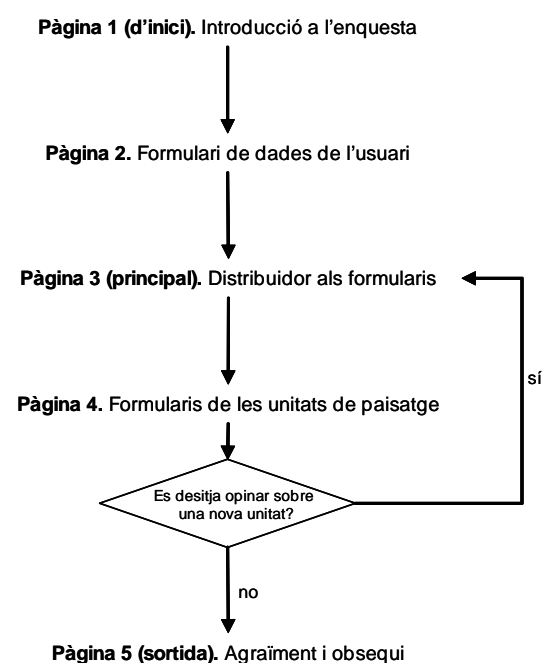 Pàgina 1 (d’inici). Introducció a l’enquesta
Pàgina 2. Formulari de dades de l’usuari
Pàgina 3 (principal). Distribuidor als formularis
sí
Pàgina 4. Formularis de les unitats de paisatge
Es desitja opinar sobre
una nova unitat?
no
Pàgina 5 (sortida). Agraïment i obsequi